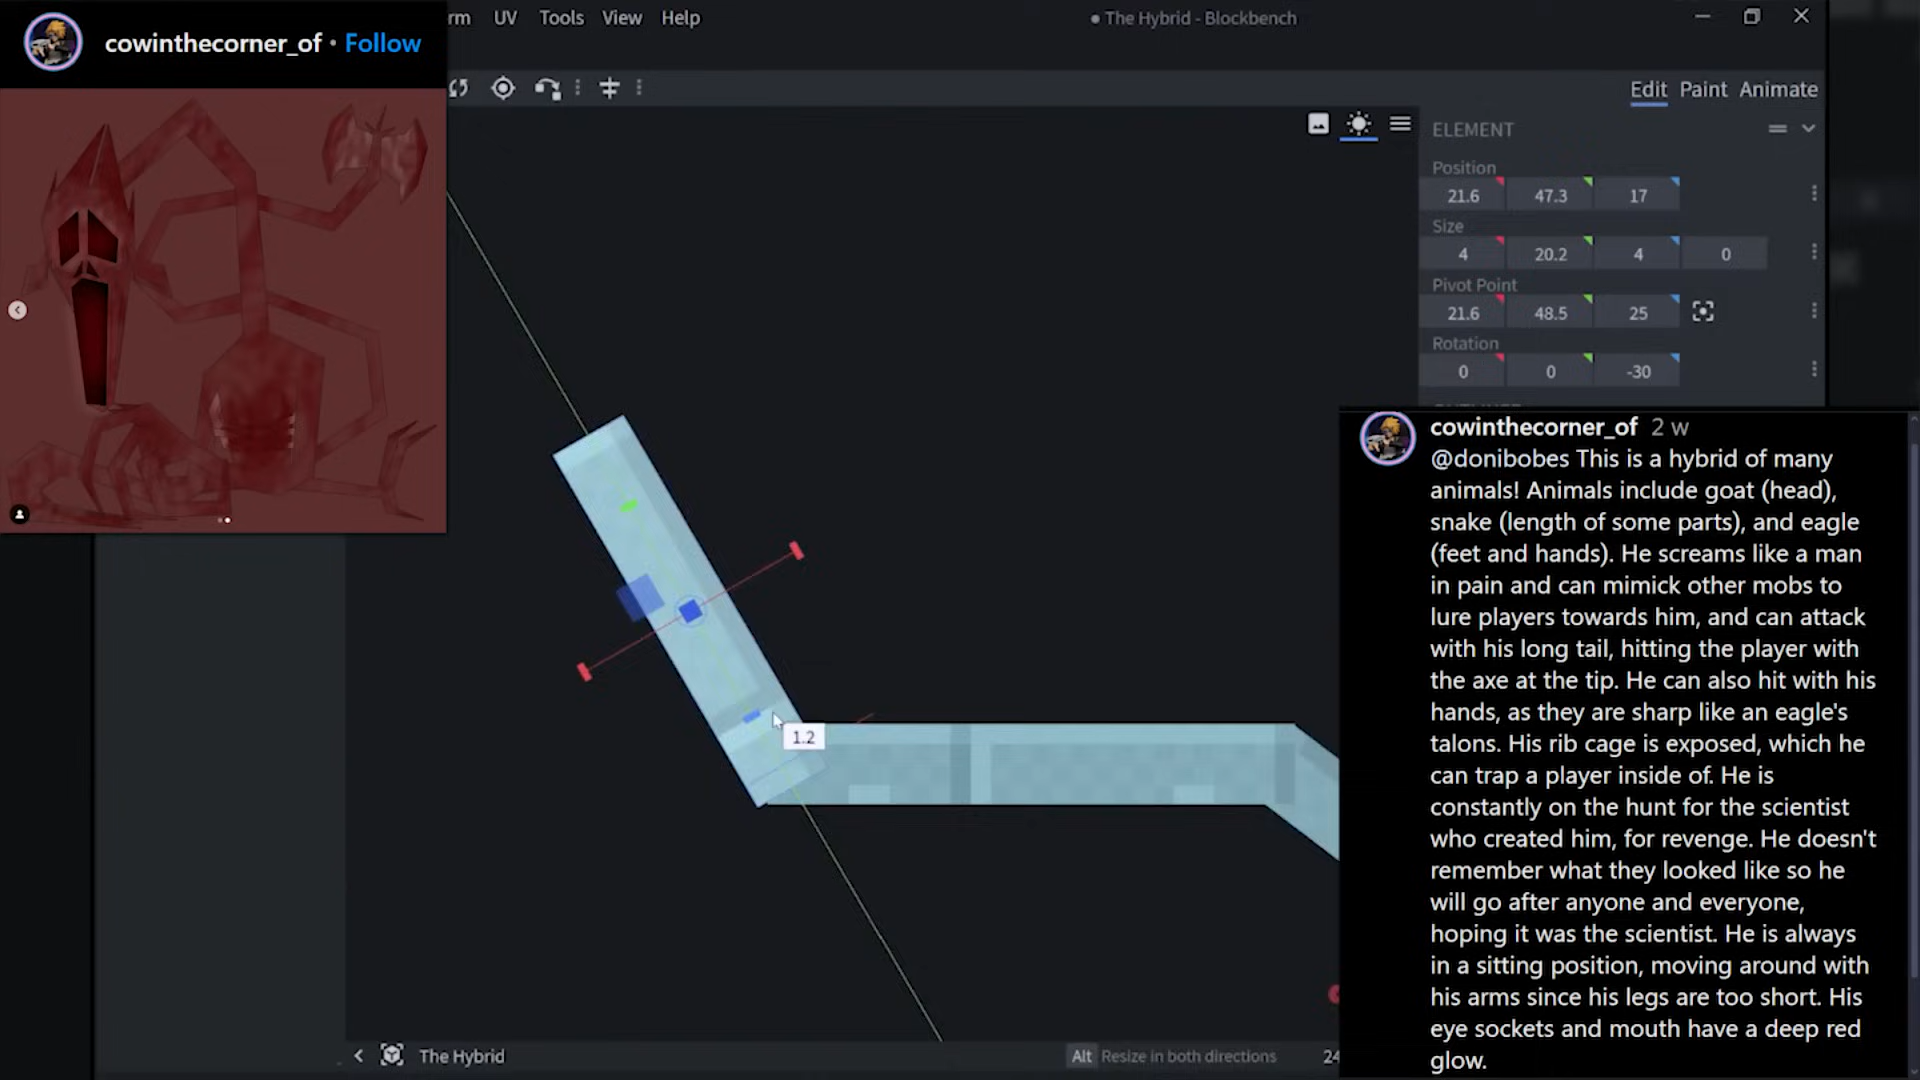 cowinthecorner_of • Follow
UV Tools View Help
The Hybrid - Blockbench
Edit Paint Animate
ELEMENT
Position
21.6 47.3 17
Size
4 20.2 4 0
Pivot Point
21.6 48.5 25
Rotation
0 0 -30
1.2
cowinthecorner_of 2 w
@donibobes This is a hybrid of many
animals! Animals include goat (head),
snake (length of some parts), and eagle
(feet and hands). He screams like a man
in pain and can mimick other mobs to
lure players towards him, and can attack
with his long tail, hitting the player with
the axe at the tip. He can also hit with his
hands, as they are sharp like an eagle's
talons. His rib cage is exposed, which he
can trap a player inside of. He is
constantly on the hunt for the scientist
who created him, for revenge. He doesn't
remember what they looked like so he
will go after anyone and everyone,
hoping it was the scientist. He is always
in a sitting position, moving around with
his arms since his legs are too short. His
eye sockets and mouth have a deep red
glow.
The Hybrid
Alt Resize in both directions